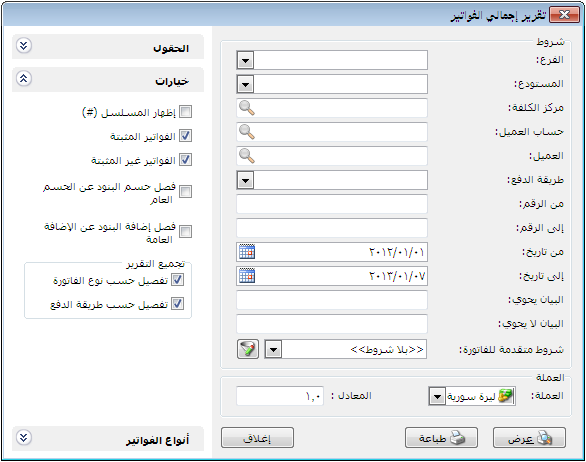 تقرير إجمالي الفواتير
شروط
الفرع:
المستودع:
مركز الكلفة:
حساب العميل:
العميل:
طريقة الدفع:
من الرقم:
إلى الرقم:
من تاريخ: ٢٠١٢/٠١/٠١
إلى تاريخ: ٢٠١٣/٠١/٠٧
البيان يحوي:
البيان لا يحوي:
شروط متقدمة للفاتورة: <<بلا شروط>>
العملة
العملة: ليرة سورية المعادل: ١,٠
عرض
طباعة
إغلاق
الحقول
خيارات
إظهار المسلسل (#)
الفواتير المثبتة
الفواتير غير المثبتة
فصل حسم البنود عن الحسم
العام
فصل إضافة البنود عن الإضافة
العامة
تجميع التقرير
تفصيل حسب نوع الفاتورة
تفصيل حسب طريقة الدفع
أنواع الفواتير